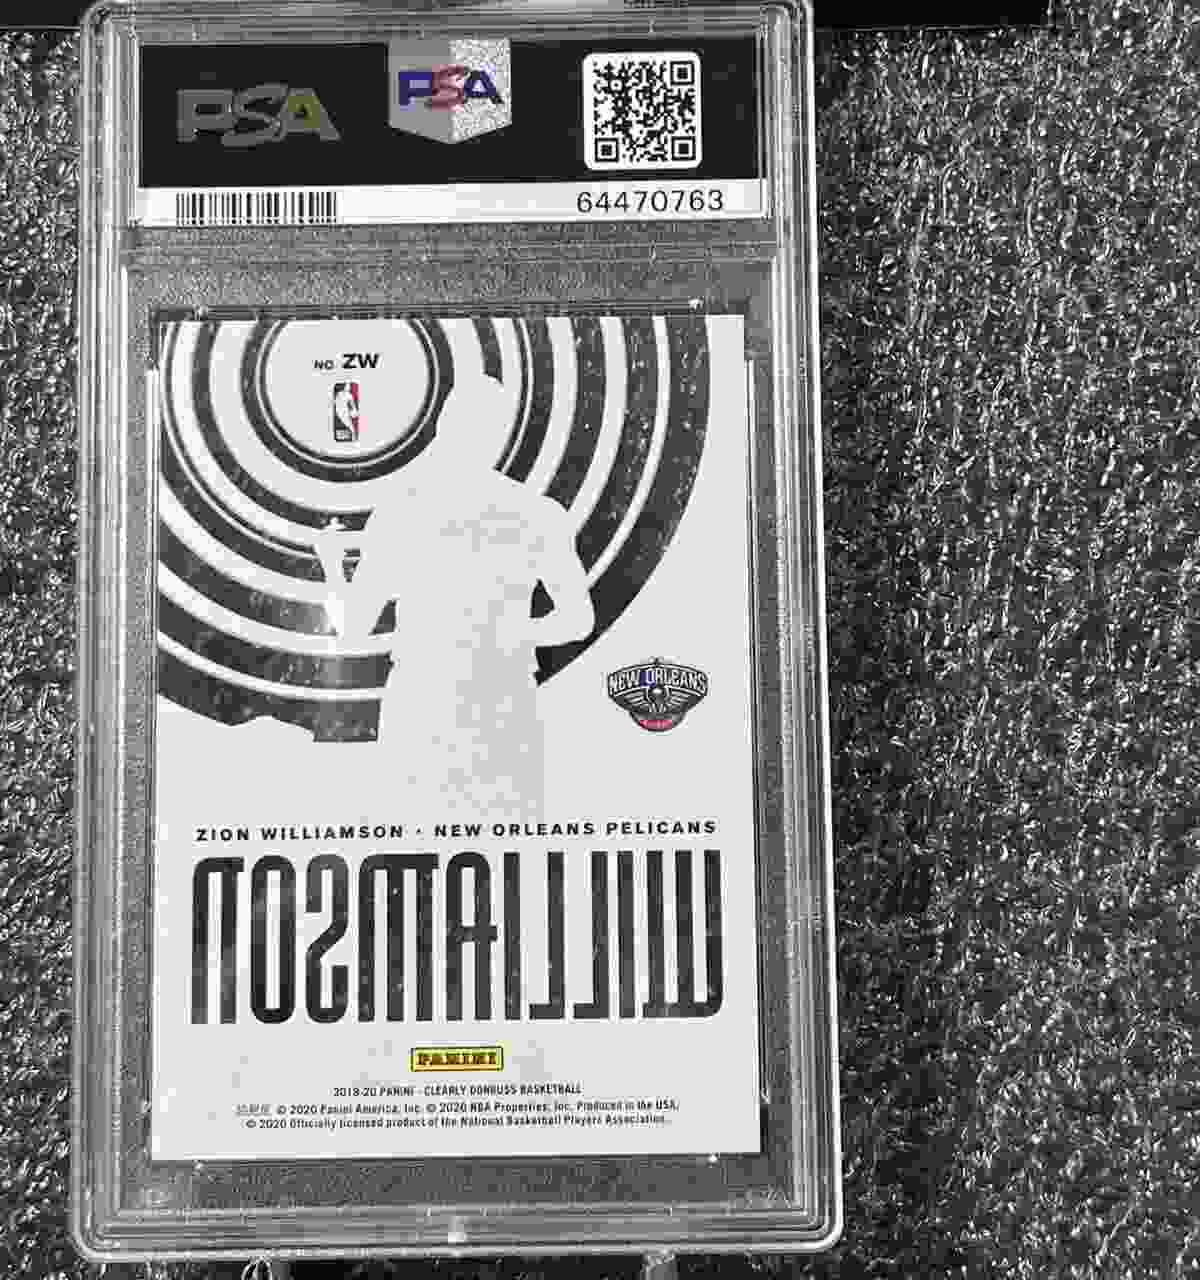 PSA
PSA
64470763
NO. ZW
NEW ORLEANS
ZION WILLIAMSON · NEW ORLEANS PELICANS
WILLIAMSON
PANINI
2019-20 PANINI - CLEARLY DONRUSS BASKETBALL
© 2020 Panini America, Inc. © 2020 NBA Properties, Inc. Produced in the USA.
© 2020 Officially licensed product of the National Basketball Players Association.